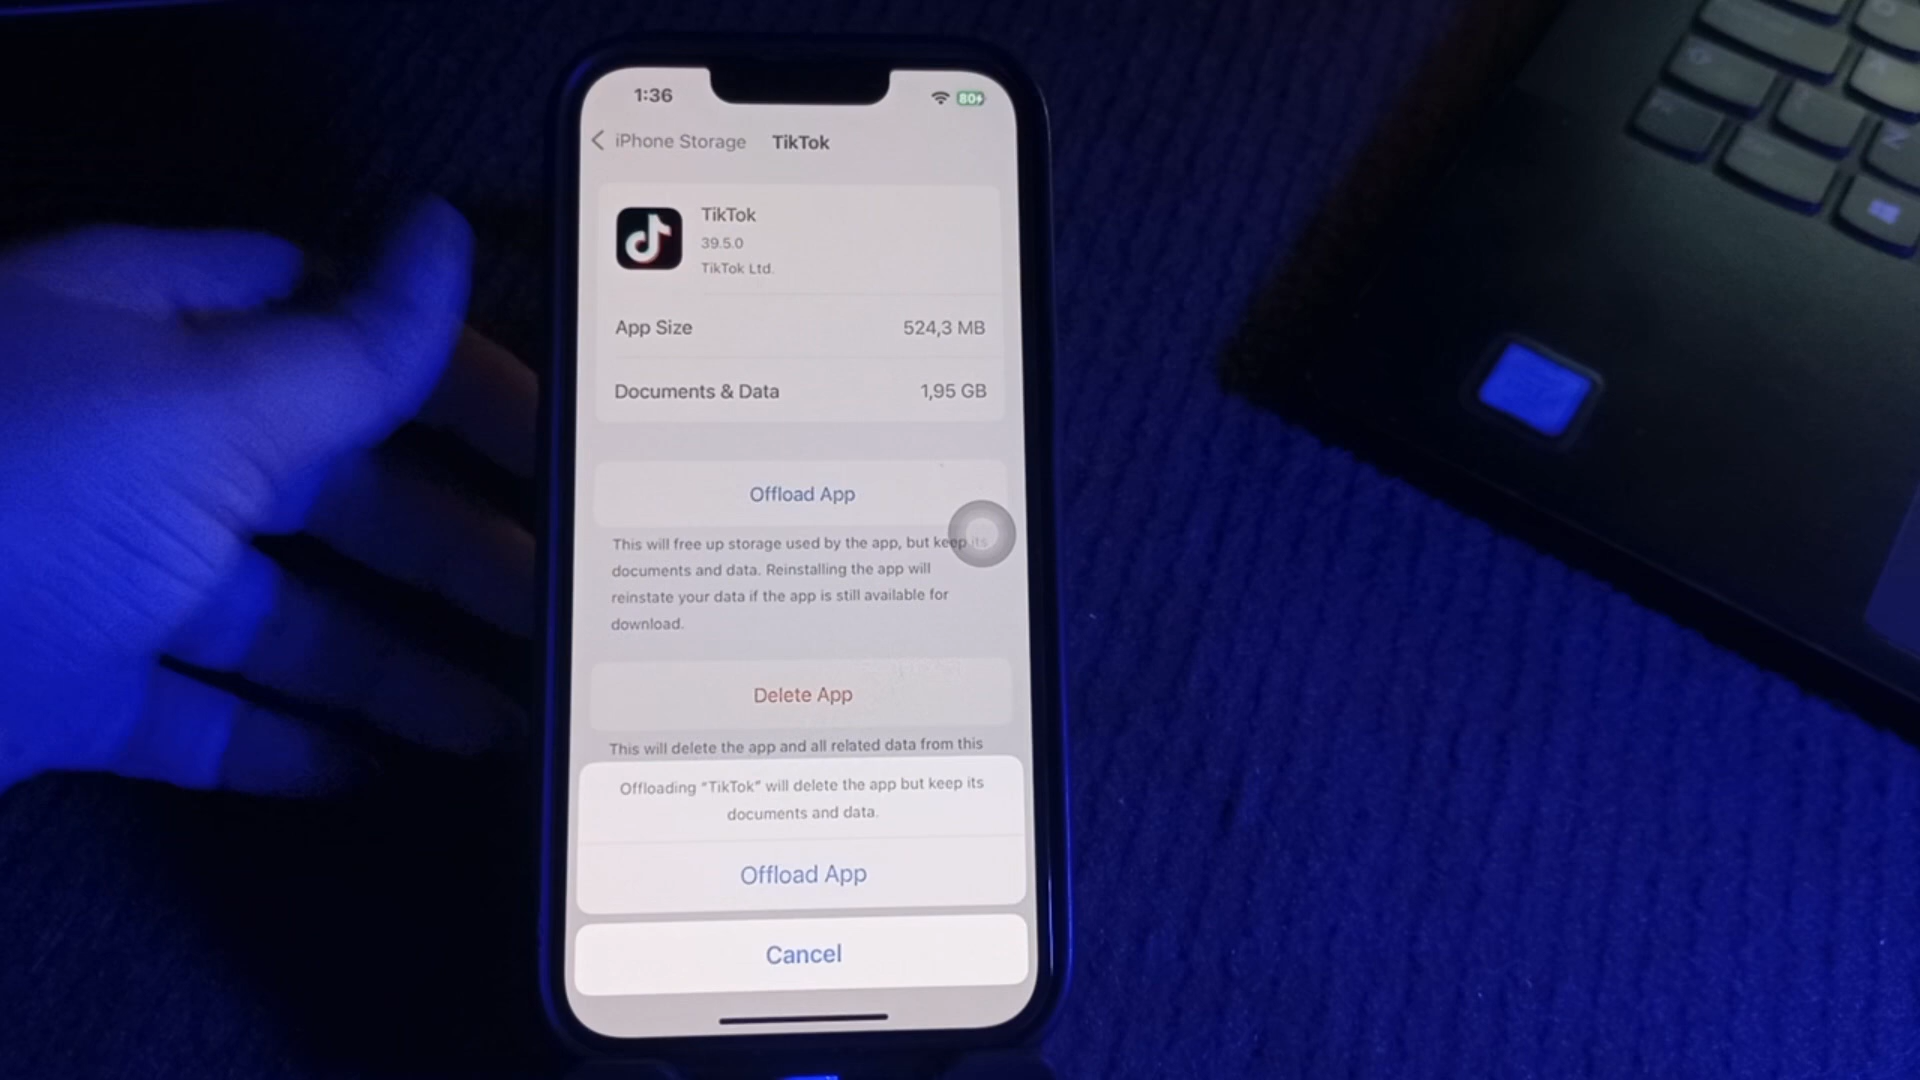 1:36
80
iPhone Storage TikTok
TikTok
39.5.0
TikTok Ltd.
App Size 524,3 MB
Documents & Data 1,95 GB
Offload App
This will free up storage used by the app, but keep its
documents and data. Reinstalling the app will
reinstate your data if the app is still available for
download.
Delete App
This will delete the app and all related data from this
Offloading “TikTok” will delete the app but keep its
documents and data.
Offload App
Cancel
Z